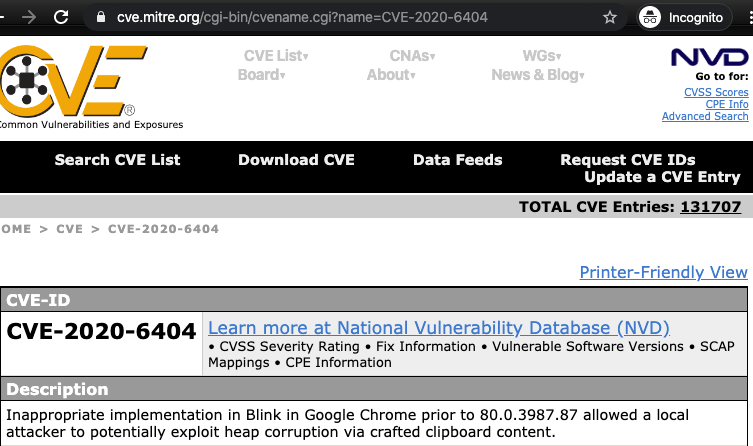 cve.mitre.org/cgi-bin/cvename.cgi?name=CVE-2020-6404
Incognito
CVE®
Common Vulnerabilities and Exposures
CVE List▾ CNAs▾ WGs▾
Board▾ About▾ News & Blog▾
NVD
Go to for:
CVSS Scores
CPE Info
Advanced Search
Search CVE List Download CVE Data Feeds Request CVE IDs
Update a CVE Entry
TOTAL CVE Entries: 131707
OME > CVE > CVE-2020-6404
Printer-Friendly View
CVE-ID
CVE-2020-6404
Learn more at National Vulnerability Database (NVD)
• CVSS Severity Rating • Fix Information • Vulnerable Software Versions • SCAP
Mappings • CPE Information
Description
Inappropriate implementation in Blink in Google Chrome prior to 80.0.3987.87 allowed a local
attacker to potentially exploit heap corruption via crafted clipboard content.